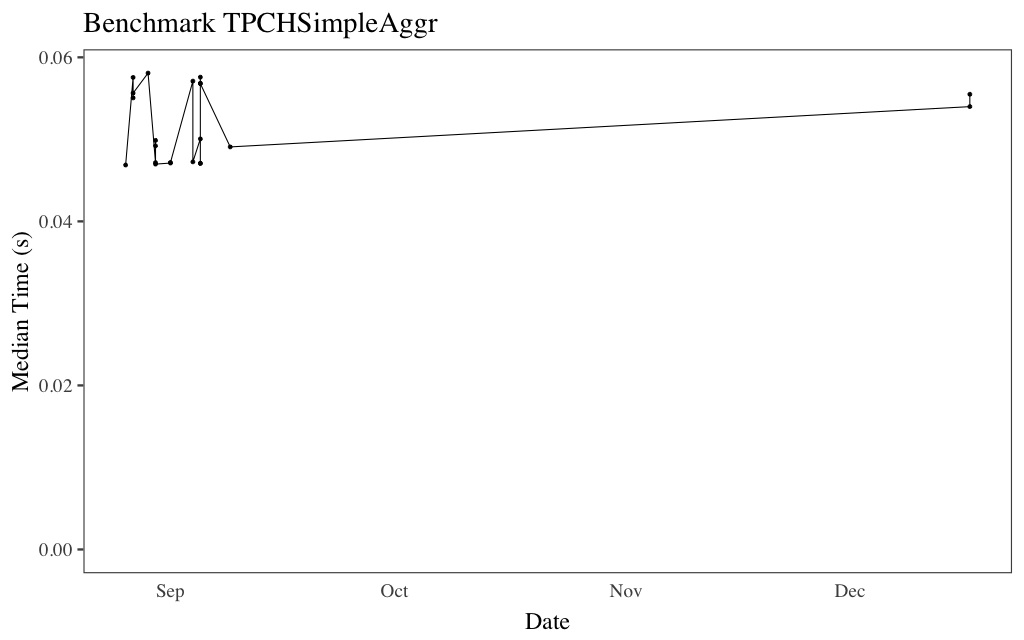 Benchmark TPCHSimpleAggr
0.06
0.04
0.02
0.00
Median Time (s)
Sep Oct Nov Dec
Date